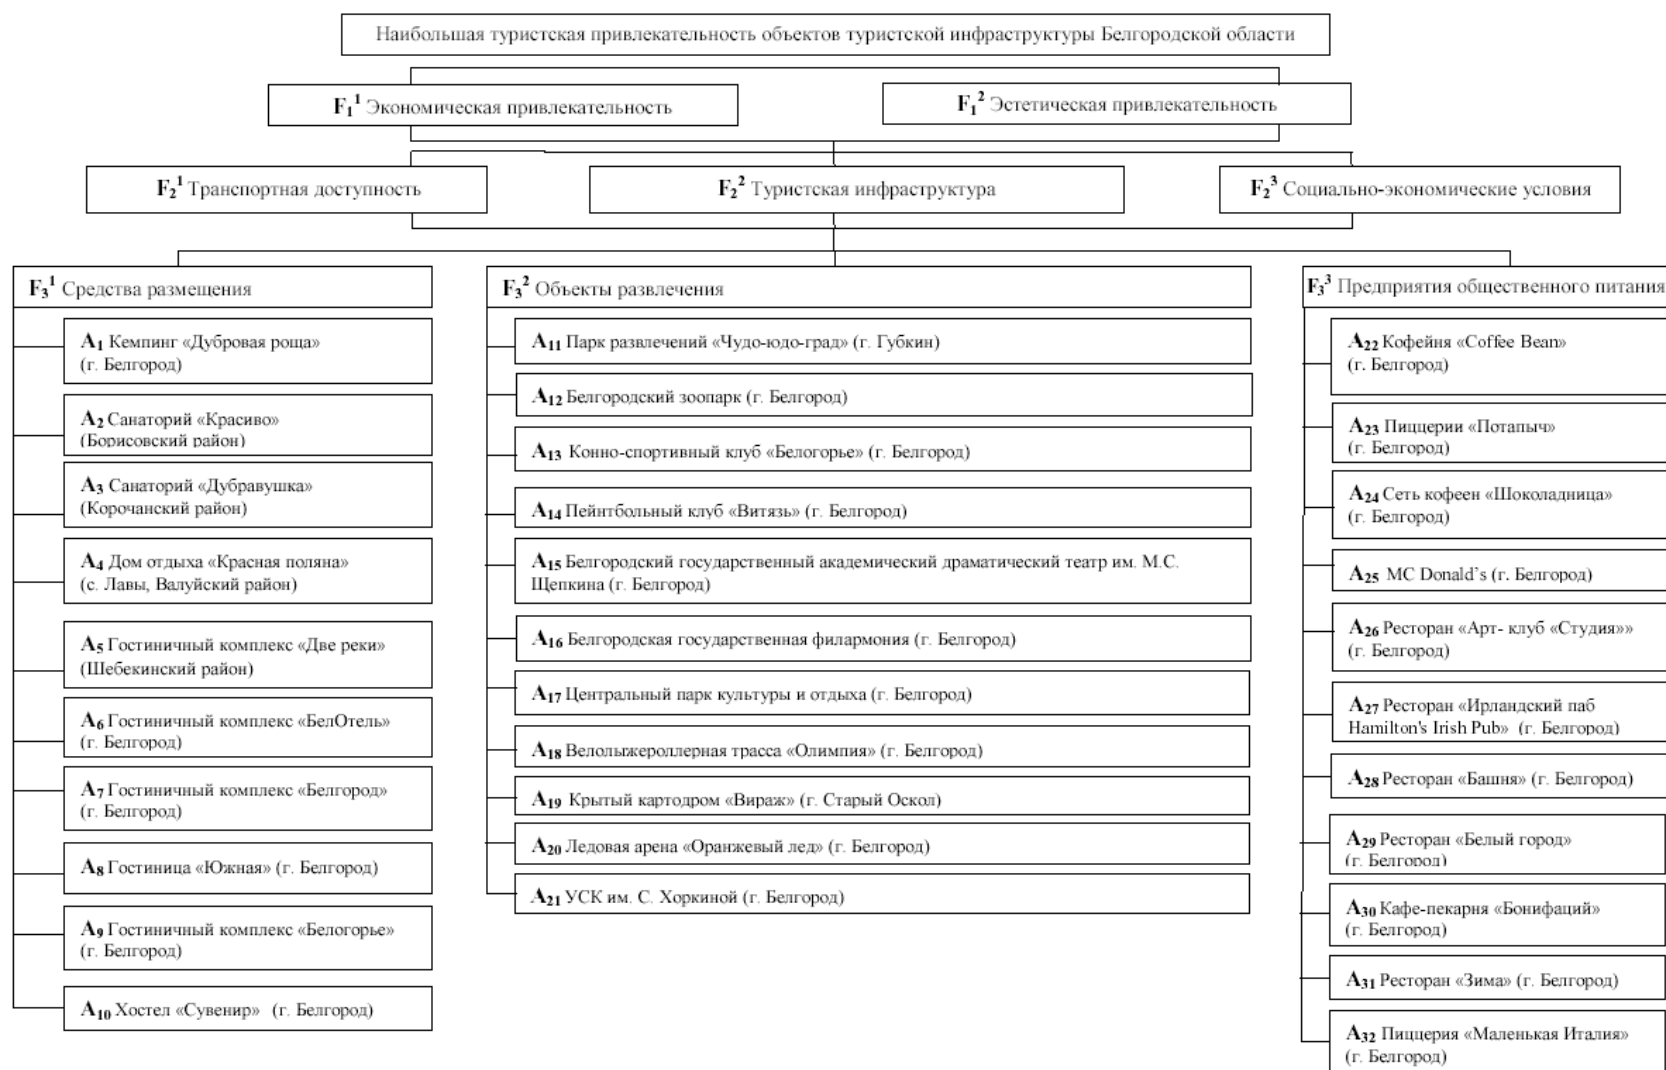 Наибольшая туристская привлекательность объектов туристской инфраструктуры Белгородской области
F₁¹ Экономическая привлекательность
F₁² Эстетическая привлекательность
F₂¹ Транспортная доступность
F₂² Туристская инфраструктура
F₂³ Социально-экономические условия
F₃¹ Средства размещения
A₁ Кемпинг «Дубровая роща»
(г. Белгород)
A₂ Санаторий «Красиво»
(Борисовский район)
A₃ Санаторий «Дубравушка»
(Корочанский район)
A₄ Дом отдыха «Красная поляна»
(с. Лавы, Валуйский район)
A₅ Гостиничный комплекс «Две реки»
(Шебекинский район)
A₆ Гостиничный комплекс «БелОтель»
(г. Белгород)
A₇ Гостиничный комплекс «Белгород»
(г. Белгород)
A₈ Гостиница «Южная» (г. Белгород)
A₉ Гостиничный комплекс «Белогорье»
(г. Белгород)
A₁₀ Хостел «Сувенир» (г. Белгород)
F₃² Объекты развлечения
A₁₁ Парк развлечений «Чудо-юдо-град» (г. Губкин)
A₁₂ Белгородский зоопарк (г. Белгород)
A₁₃ Конно-спортивный клуб «Белогорье» (г. Белгород)
A₁₄ Пейнтбольный клуб «Витязь» (г. Белгород)
A₁₅ Белгородский государственный академический драматический театр им. М.С.
Щепкина (г. Белгород)
A₁₆ Белгородская государственная филармония (г. Белгород)
A₁₇ Центральный парк культуры и отдыха (г. Белгород)
A₁₈ Велолыжероллерная трасса «Олимпия» (г. Белгород)
A₁₉ Крытый картодром «Вираж» (г. Старый Оскол)
A₂₀ Ледовая арена «Оранжевый лед» (г. Белгород)
A₂₁ УСК им. С. Хоркиной (г. Белгород)
F₃³ Предприятия общественного питания
A₂₂ Кофейня «Coffee Bean»
(г. Белгород)
A₂₃ Пиццерии «Потапыч»
(г. Белгород)
A₂₄ Сеть кофеен «Шоколадница»
(г. Белгород)
A₂₅ MC Donald's (г. Белгород)
A₂₆ Ресторан «Арт- клуб «Студия»»
(г. Белгород)
A₂₇ Ресторан «Ирландский паб
Hamilton's Irish Pub» (г. Белгород)
A₂₈ Ресторан «Башня» (г. Белгород)
A₂₉ Ресторан «Белый город»
(г. Белгород)
A₃₀ Кафе-пекарня «Бонифаций»
(г. Белгород)
A₃₁ Ресторан «Зима» (г. Белгород)
A₃₂ Пиццерия «Маленькая Италия»
(г. Белгород)